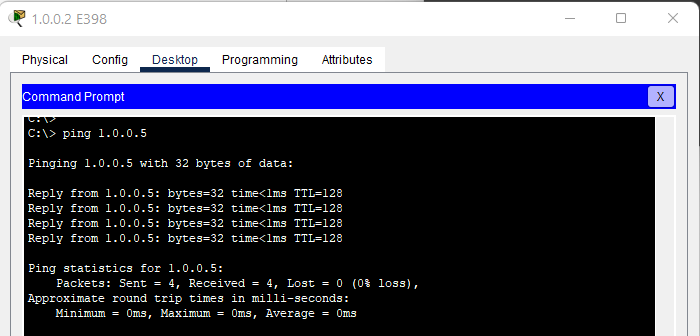 1.0.0.2 E398
Physical Config Desktop Programming Attributes
Command Prompt X
C:\>
C:\> ping 1.0.0.5
Pinging 1.0.0.5 with 32 bytes of data:
Reply from 1.0.0.5: bytes=32 time<1ms TTL=128
Reply from 1.0.0.5: bytes=32 time<1ms TTL=128
Reply from 1.0.0.5: bytes=32 time<1ms TTL=128
Reply from 1.0.0.5: bytes=32 time<1ms TTL=128
Ping statistics for 1.0.0.5:
Packets: Sent = 4, Received = 4, Lost = 0 (0% loss),
Approximate round trip times in milli-seconds:
Minimum = 0ms, Maximum = 0ms, Average = 0ms